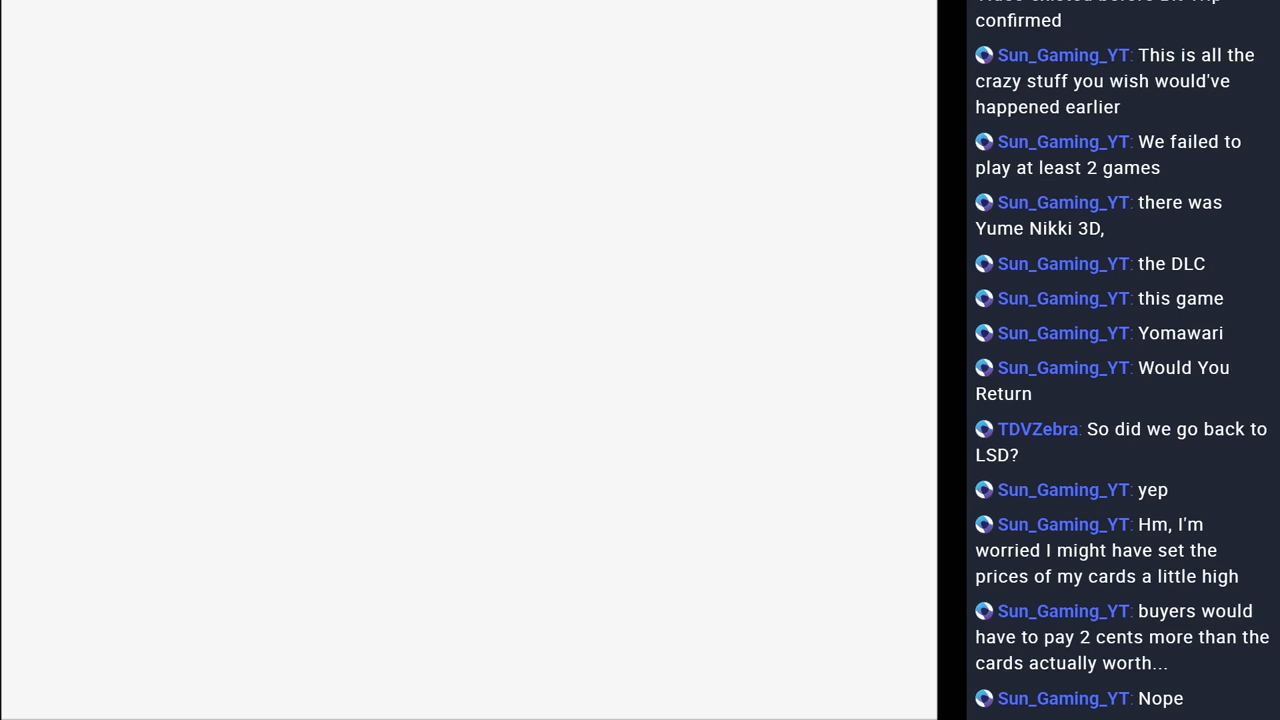 confirmed
Sun_Gaming_YT: This is all the
crazy stuff you wish would've
happened earlier
Sun_Gaming_YT: We failed to
play at least 2 games
Sun_Gaming_YT: there was
Yume Nikki 3D,
Sun_Gaming_YT: the DLC
Sun_Gaming_YT: this game
Sun_Gaming_YT: Yomawari
Sun_Gaming_YT: Would You
Return
TDVZebra: So did we go back to
LSD?
Sun_Gaming_YT: yep
Sun_Gaming_YT: Hm, I'm
worried I might have set the
prices of my cards a little high
Sun_Gaming_YT: buyers would
have to pay 2 cents more than the
cards actually worth...
Sun_Gaming_YT: Nope